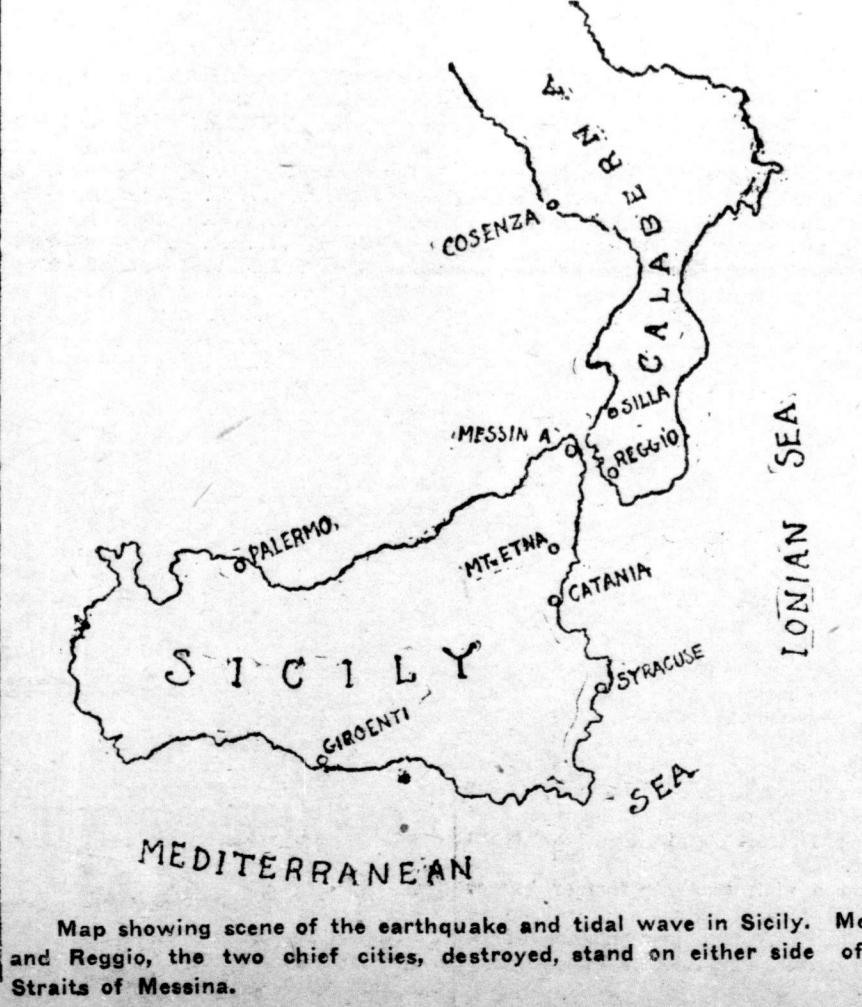 CALABERNY
COSENZA
SILLA
MESSINA
REGGIO
PALERMO,
MT. ETNA
CATANIA
IONIAN SEA
SICILY
SYRACUSE
GIRGENTI
SEA
MEDITERRANEAN
Map showing scene of the earthquake and tidal wave in Sicily.
and Reggio, the two chief cities, destroyed, stand on either side of
Straits of Messina.